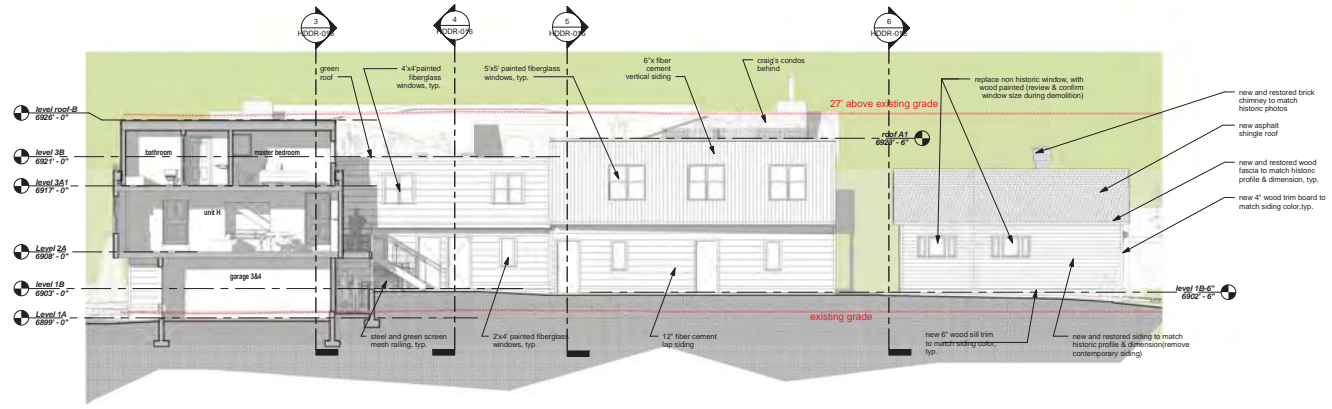 3
HDDR-016
4
HDDR-016
5
HDDR-016
6
HDDR-016
green
roof
4'x4'painted
fiberglass
windows, typ.
5'x5' painted fiberglass
windows, typ.
6"x fiber
cement
vertical siding
craig's condos
behind
replace non historic window, with
wood painted (review & confirm
window size during demolition)
new and restored brick
chimney to match
historic photos
new asphalt
shingle roof
new and restored wood
fascia to match historic
profile & dimension, typ.
new 4" wood trim board to
match siding color,typ.
27' above existing grade
level roof-B
6926' - 0"
roof A1
6923' - 6"
level 3B
6921' - 0"
level 3A1
6917' - 0"
Level 2A
6908' - 0"
level 1B
6903' - 0"
Level 1A
6899' - 0"
level 1B-6"
6902' - 6"
bathroom
master bedroom
unit H
garage 3&4
existing grade
steel and green screen
mesh railing, typ.
2'x4' painted fiberglass
windows, typ.
12" fiber cement
lap siding
new 6" wood sill trim
to match siding color,
typ.
new and restored siding to match
historic profile & dimension(remove
contemporary siding)